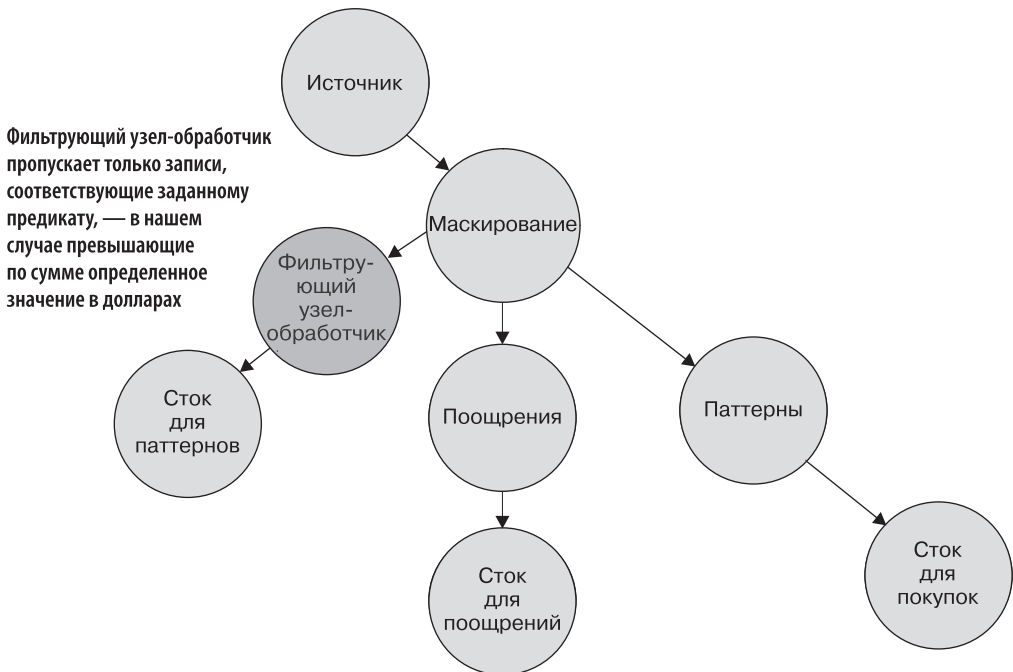 Источник
Фильтрующий узел-обработчик
пропускает только записи,
соответствующие заданному
предикату, — в нашем
случае превышающие
по сумме определенное
значение в долларах
Маскирование
Фильтру-
ющий
узел-
обработчик
Сток
для
паттернов
Поощрения
Паттерны
Сток
для
поощрений
Сток
для
покупок